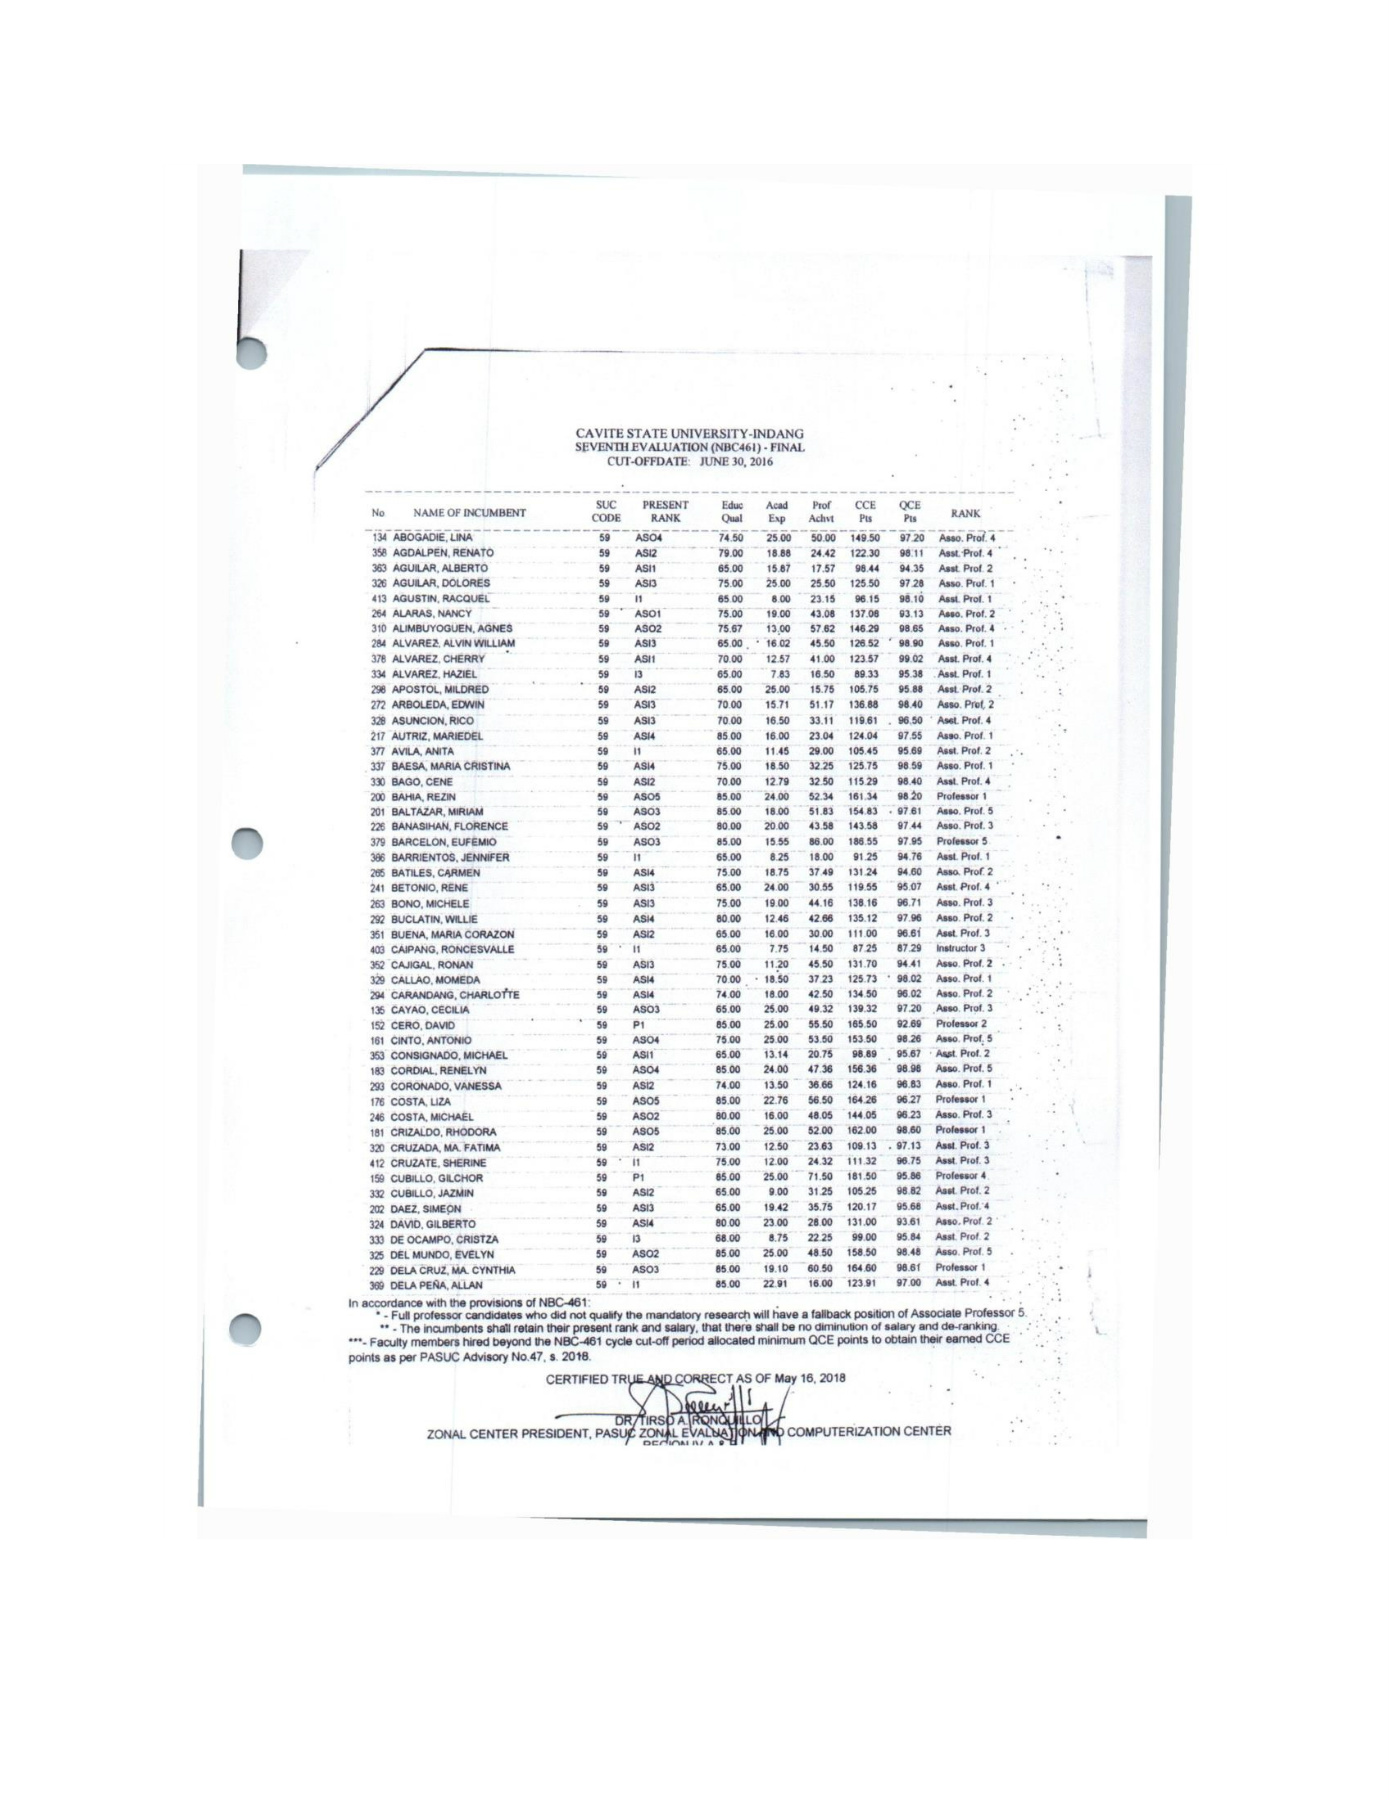 CAVITE STATE UNIVERSITY-INDANG
SEVENTH EVALUATION (NBC461) - FINAL
CUT-OFFDATE: JUNE 30, 2016
No NAME OF INCUMBENT SUC CODE PRESENT RANK Educ Qual Acad Exp Prof Achvt CCE Pts QCE Pts RANK
134 ABOGADIE, LINA 59 ASO4 74.50 25.00 50.00 149.50 97.20 Asso. Prof. 4
358 AGDALPEN, RENATO 59 ASI2 79.00 18.88 24.42 122.30 98.11 Asst. Prof. 4
363 AGUILAR, ALBERTO 59 ASI1 65.00 15.87 17.57 98.44 94.35 Asst. Prof. 2
326 AGUILAR, DOLORES 59 ASI3 75.00 25.00 25.50 125.50 97.28 Asso. Prof. 1
413 AGUSTIN, RACQUEL 59 I1 65.00 8.00 23.15 96.15 98.10 Asst. Prof. 1
264 ALARAS, NANCY 59 ASO1 75.00 19.00 43.08 137.08 93.13 Asso. Prof. 2
310 ALIMBUYOGUEN, AGNES 59 ASO2 75.67 13.00 57.62 146.29 98.65 Asso. Prof. 4
284 ALVAREZ, ALVIN WILLIAM 59 ASI3 65.00 16.02 45.50 126.52 98.90 Asso. Prof. 1
378 ALVAREZ, CHERRY 59 ASI1 70.00 12.57 41.00 123.57 99.02 Asst. Prof. 4
334 ALVAREZ, HAZIEL 59 I3 65.00 7.83 16.50 89.33 95.38 Asst. Prof. 1
298 APOSTOL, MILDRED 59 ASI2 65.00 25.00 15.75 105.75 95.88 Asst. Prof. 2
272 ARBOLEDA, EDWIN 59 ASI3 70.00 15.71 51.17 136.88 98.40 Asso. Prof. 2
328 ASUNCION, RICO 59 ASI3 70.00 16.50 33.11 119.61 96.50 Asst. Prof. 4
217 AUTRIZ, MARIEDEL 59 ASI4 85.00 16.00 23.04 124.04 97.55 Asso. Prof. 1
377 AVILA, ANITA 59 I1 65.00 11.45 29.00 105.45 95.69 Asst. Prof. 2
337 BAESA, MARIA CRISTINA 59 ASI4 75.00 18.50 32.25 125.75 98.59 Asso. Prof. 1
330 BAGO, CENE 59 ASI2 70.00 12.79 32.50 115.29 98.40 Asst. Prof. 4
200 BAHIA, REZIN 59 ASO5 85.00 24.00 52.34 161.34 98.20 Professor 1
201 BALTAZAR, MIRIAM 59 ASO3 85.00 18.00 51.83 154.83 97.61 Asso. Prof. 5
226 BANASIHAN, FLORENCE 59 ASO2 80.00 20.00 43.58 143.58 97.44 Asso. Prof. 3
379 BARCELON, EUFEMIO 59 ASO3 85.00 15.55 86.00 186.55 97.95 Professor 5
386 BARRIENTOS, JENNIFER 59 I1 65.00 8.25 18.00 91.25 94.76 Asst. Prof. 1
265 BATILES, CARMEN 59 ASI4 75.00 18.75 37.49 131.24 94.60 Asso. Prof. 2
241 BETONIO, RENE 59 ASI3 65.00 24.00 30.55 119.55 95.07 Asst. Prof. 4
263 BONO, MICHELE 59 ASI3 75.00 19.00 44.16 138.16 96.71 Asso. Prof. 3
292 BUCLATIN, WILLIE 59 ASI4 80.00 12.46 42.66 135.12 97.96 Asso. Prof. 2
351 BUENA, MARIA CORAZON 59 ASI2 65.00 16.00 30.00 111.00 96.61 Asst. Prof. 3
403 CAIPANG, RONCESVALLE 59 I1 65.00 7.75 14.50 87.25 87.29 Instructor 3
352 CAJIGAL, RONAN 59 ASI3 75.00 11.20 45.50 131.70 94.41 Asso. Prof. 2
329 CALLAO, MOMEDA 59 ASI4 70.00 18.50 37.23 125.73 98.02 Asso. Prof. 1
294 CARANDANG, CHARLOTTE 59 ASI4 74.00 18.00 42.50 134.50 96.02 Asso. Prof. 2
135 CAYAO, CECILIA 59 ASO3 65.00 25.00 49.32 139.32 97.20 Asso. Prof. 3
152 CERO, DAVID 59 P1 85.00 25.00 55.50 165.50 92.69 Professor 2
161 CINTO, ANTONIO 59 ASO4 75.00 25.00 53.50 153.50 98.26 Asso. Prof. 5
353 CONSIGNADO, MICHAEL 59 ASI1 65.00 13.14 20.75 98.89 95.67 Asst. Prof. 2
183 CORDIAL, RENELYN 59 ASO4 85.00 24.00 47.36 156.36 98.98 Asso. Prof. 5
293 CORONADO, VANESSA 59 ASI2 74.00 13.50 36.66 124.16 96.83 Asso. Prof. 1
176 COSTA, LIZA 59 ASO5 85.00 22.76 56.50 164.26 96.27 Professor 1
246 COSTA, MICHAEL 59 ASO2 80.00 16.00 48.05 144.05 96.23 Asso. Prof. 3
181 CRIZALDO, RHODORA 59 ASO5 85.00 25.00 52.00 162.00 98.60 Professor 1
320 CRUZADA, MA. FATIMA 59 ASI2 73.00 12.50 23.63 109.13 97.13 Asst. Prof. 3
412 CRUZATE, SHERINE 59 I1 75.00 12.00 24.32 111.32 96.75 Asst. Prof. 3
159 CUBILLO, GILCHOR 59 P1 85.00 25.00 71.50 181.50 95.86 Professor 4
332 CUBILLO, JAZMIN 59 ASI2 65.00 9.00 31.25 105.25 98.82 Asst. Prof. 2
202 DAEZ, SIMEON 59 ASI3 65.00 19.42 35.75 120.17 95.66 Asst. Prof. 4
324 DAVID, GILBERTO 59 ASI4 80.00 23.00 28.00 131.00 93.61 Asso. Prof. 2
333 DE OCAMPO, CRISTZA 59 I3 68.00 8.75 22.25 99.00 95.84 Asst. Prof. 2
325 DEL MUNDO, EVELYN 59 ASO2 85.00 25.00 48.50 158.50 98.48 Asso. Prof. 5
229 DELA CRUZ, MA. CYNTHIA 59 ASO3 85.00 19.10 60.50 164.60 98.61 Professor 1
369 DELA PEÑA, ALLAN 59 I1 85.00 22.91 16.00 123.91 97.00 Asst. Prof. 4
In accordance with the provisions of NBC-461:
* - Full professor candidates who did not qualify the mandatory research will have a fallback position of Associate Professor 5.
** - The incumbents shall retain their present rank and salary, that there shall be no diminution of salary and de-ranking.
***- Faculty members hired beyond the NBC-461 cycle cut-off period allocated minimum QCE points to obtain their earned CCE
points as per PASUC Advisory No.47, s. 2018.
CERTIFIED TRUE AND CORRECT AS OF May 16, 2018
DR. TIRSO A. RONQUILLO
ZONAL CENTER PRESIDENT, PASUC ZONAL EVALUATION AND COMPUTERIZATION CENTER